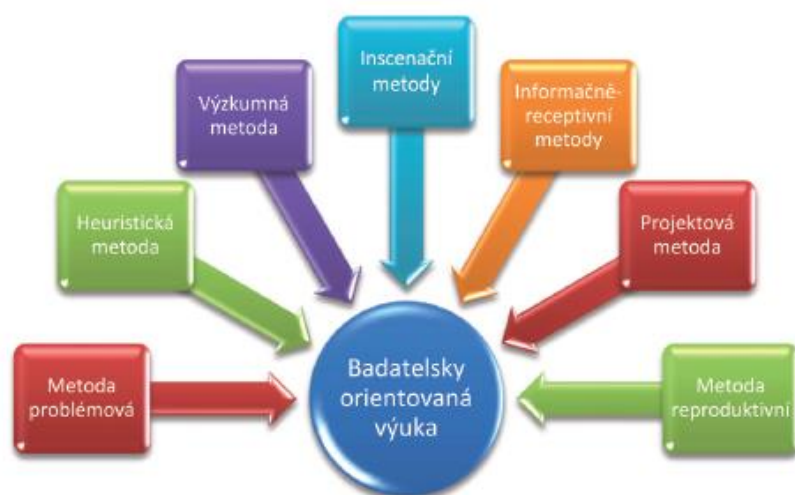 Inscenační
metody
Výzkumná
metoda
Informačně-
receptivní
metody
Heuristická
metoda
Projektová
metoda
Metoda
problémová
Badatelsky
orientovaná
výuka
Metoda
reproduktivní